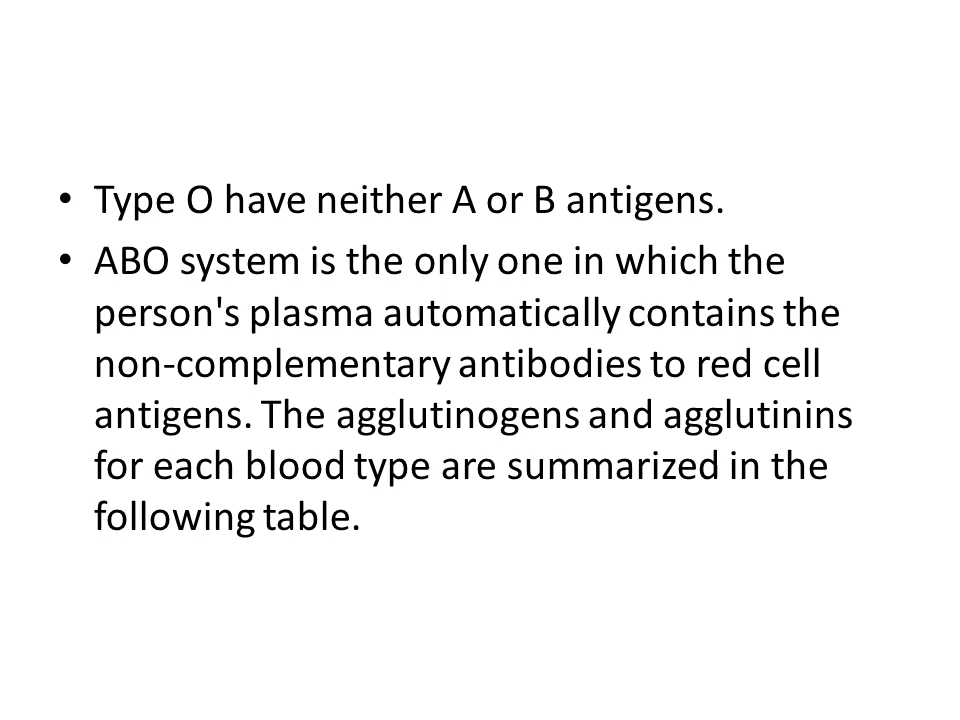 • Type O have neither A or B antigens.
• ABO system is the only one in which the
person's plasma automatically contains the
non-complementary antibodies to red cell
antigens. The agglutinogens and agglutinins
for each blood type are summarized in the
following table.